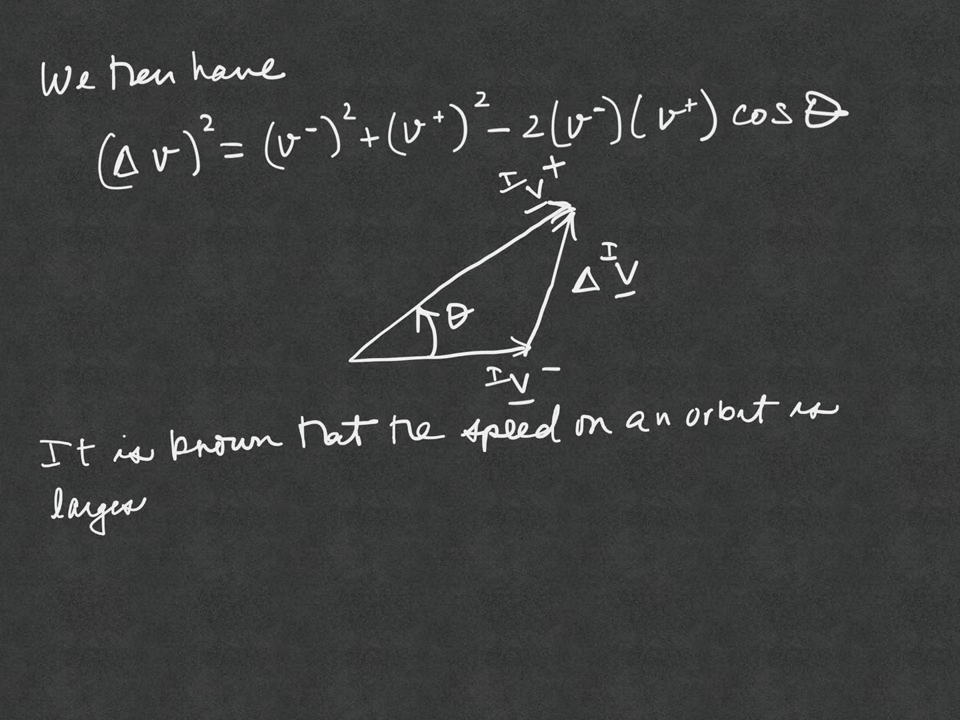 We then have
(Δv)² = (v⁻)² + (v⁺)² − 2(v⁻)(v⁺) cos θ
ᴵv⁺
Δᴵv
θ
ᴵv⁻
It is known that the speed on an orbit is
larges